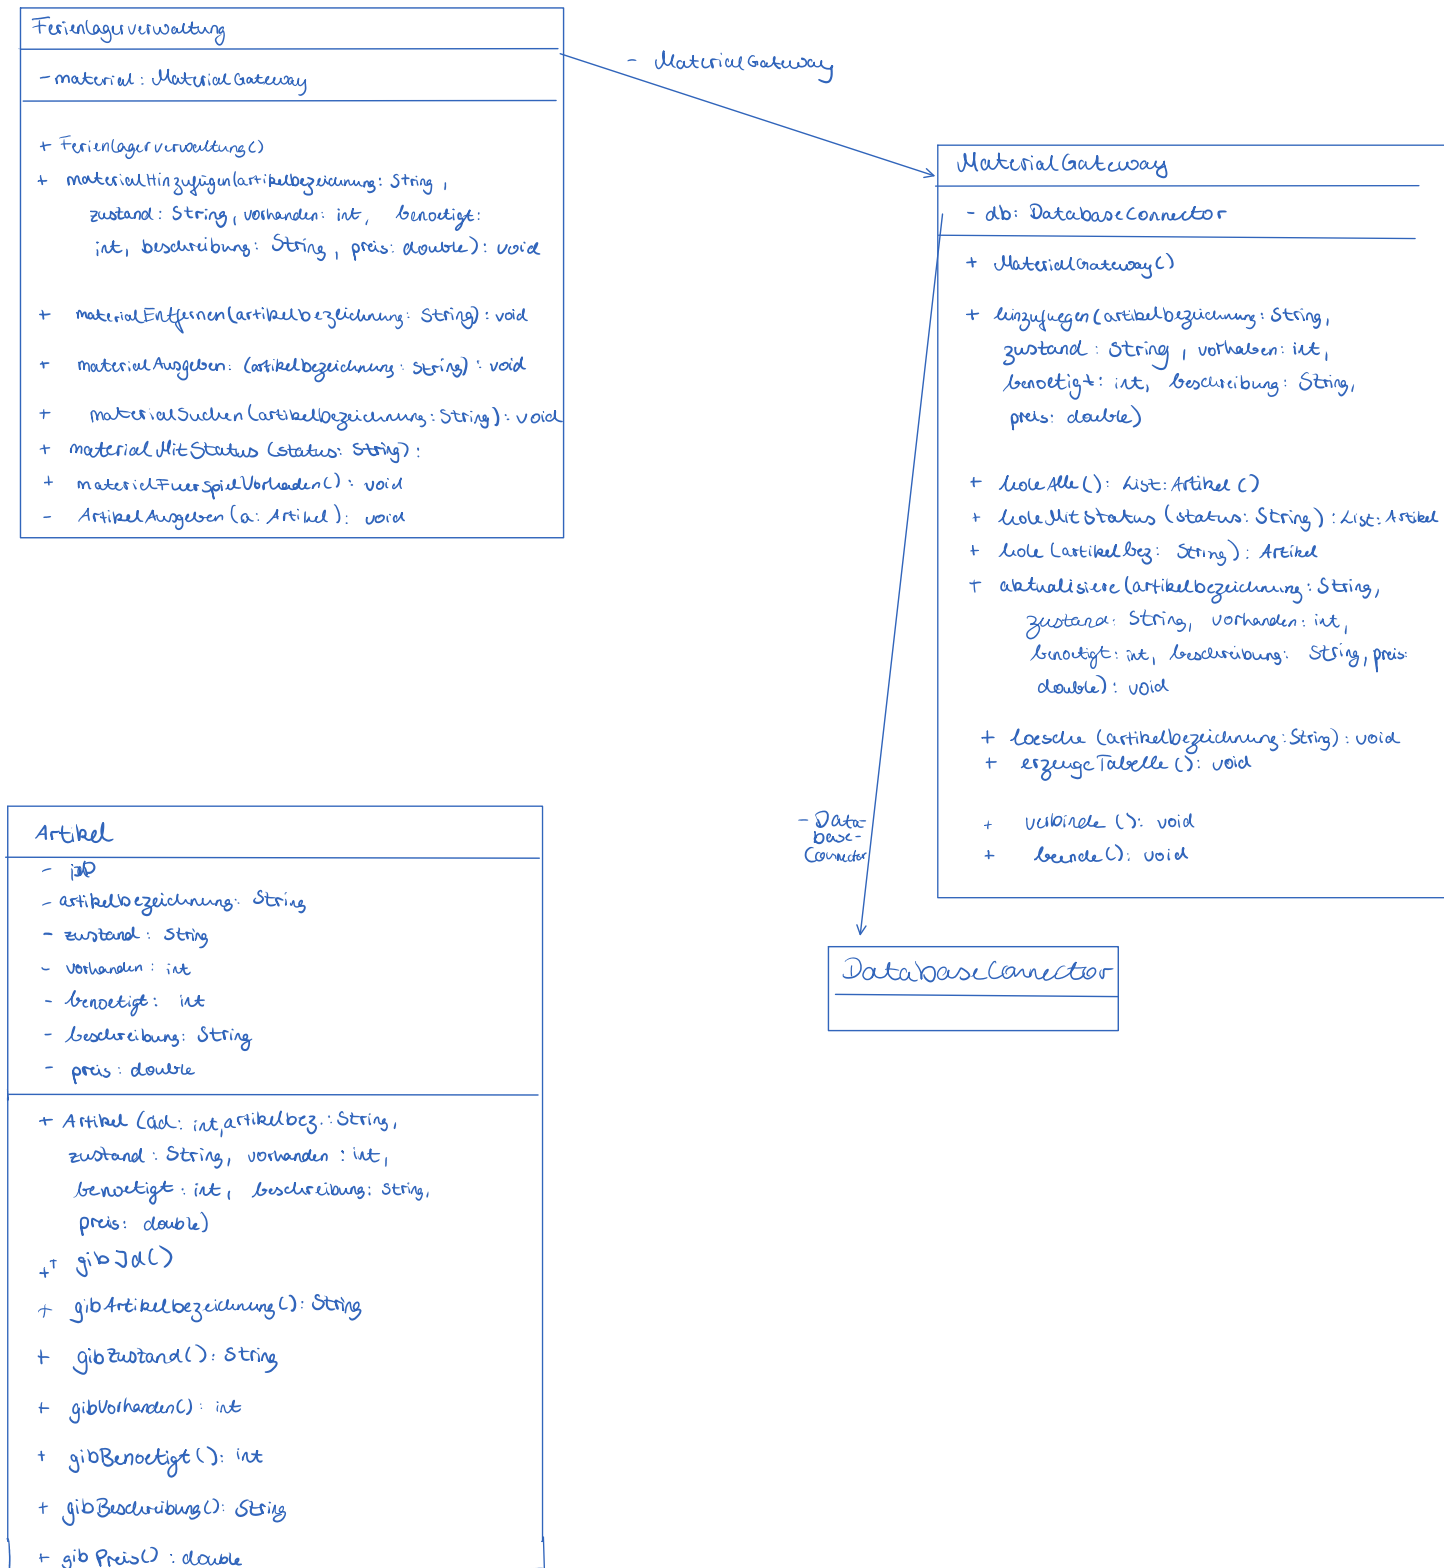 Ferienlagerverwaltung
- material: MaterialGateway
+ Ferienlagerverwaltung()
+ materialHinzufügen(artikelbezeichnung: String,
zustand: String, vorhanden: int, benoetigt:
int, beschreibung: String, preis: double): void
+ materialEntfernen(artikelbezeichnung: String): void
+ materialAusgeben: (artikelbezeichnung: String): void
+ materialSuchen(artikelbezeichnung: String): void
+ materialMitStatus (status: String):
+ materialFuerSpielVorhaden(): void
- ArtikelAusgeben (a: Artikel): void
- MaterialGateway
MaterialGateway
- db: DatabaseConnector
+ MaterialGateway()
+ hinzufuegen(artikelbezeichnung: String,
zustand: String, vorhaben: int,
benoetigt: int, beschreibung: String,
preis: double)
+ holeAlle(): List: Artikel ()
+ holeMitStatus (status: String): List: Artikel
+ hole (artikelbez: String): Artikel
+ aktualisiere(artikelbezeichnung: String,
zustand: String, vorhanden: int,
benoetigt: int, beschreibung: String, preis:
double): void
+ loesche (artikelbezeichnung: String): void
+ erzeugeTabelle (): void
+ verbinde (): void
+ beende(): void
- Data-
base-
Connector
DatabaseConnector
Artikel
-
- artikelbezeichnung: String
- zustand: String
- vorhanden: int
- benoetigt: int
- beschreibung: String
- preis: double
+ Artikel (id: int, artikelbez.: String,
zustand: String, vorhanden: int,
benoetigt: int, beschreibung: String,
preis: double)
++ gibId()
+ gibArtikelbezeichnung(): String
+ gibZustand(): String
+ gibVorhanden(): int
+ gibBenoetigt(): int
+ gibBeschreibung(): String
+ gibPreis(): double